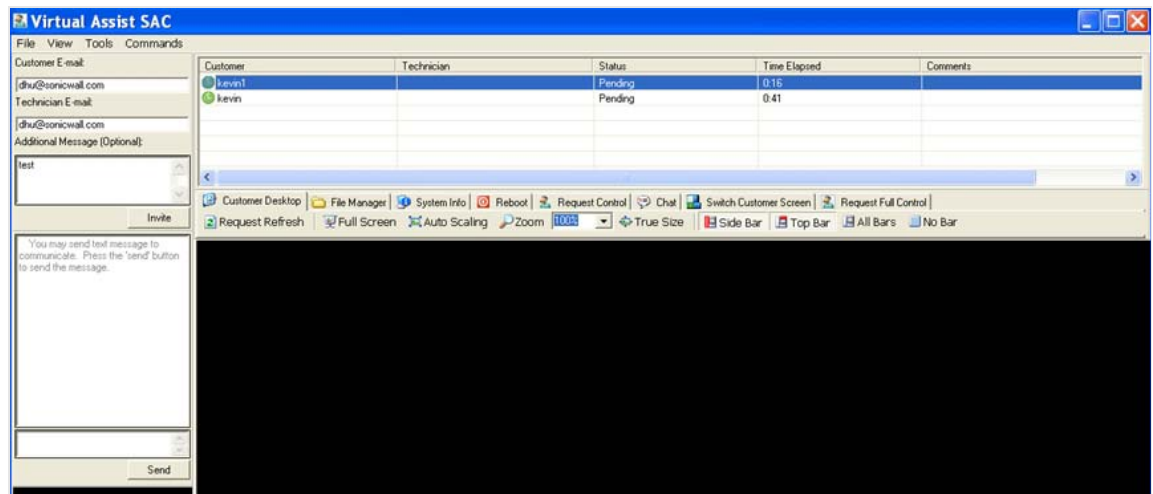 Virtual Assist SAC
File View Tools Commands
Customer E-mail:
dhu@sonicwall.com
Technician E-mail:
dhu@sonicwall.com
Additional Message (Optional):
test
Invite
You may send text message to
communicate. Press the 'send' button
to send the message.
Send
Customer Technician Status Time Elapsed Comments
kevin1 Pending 0:16
kevin Pending 0:41
Customer Desktop File Manager System Info Reboot Request Control Chat Switch Customer Screen Request Full Control
Request Refresh Full Screen Auto Scaling Zoom 100% True Size Side Bar Top Bar All Bars No Bar